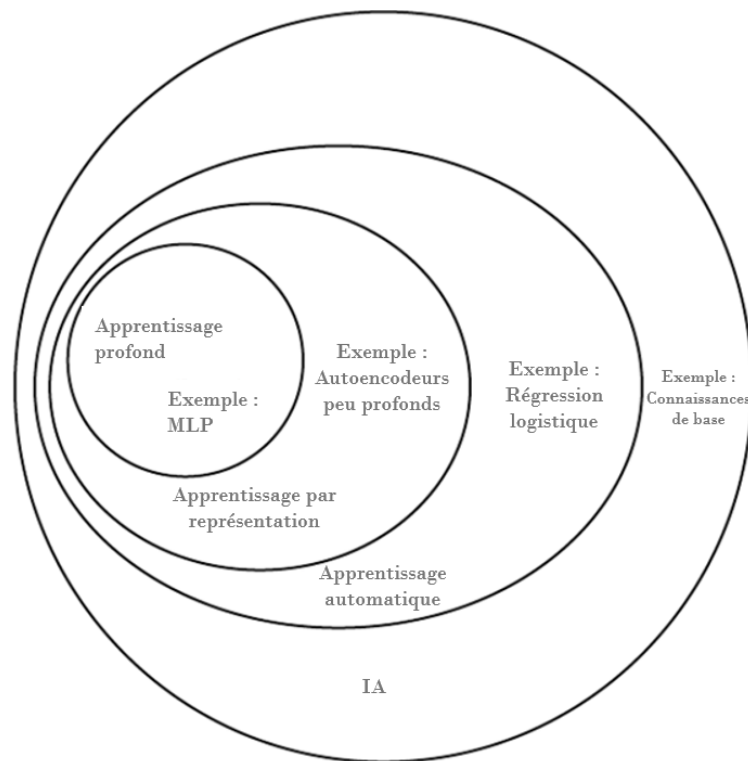 Apprentissage
profond
Exemple :
MLP
Exemple :
Autoencodeurs
peu profonds
Exemple :
Régression
logistique
Exemple :
Connaissances
de base
Apprentissage par
représentation
Apprentissage
automatique
IA